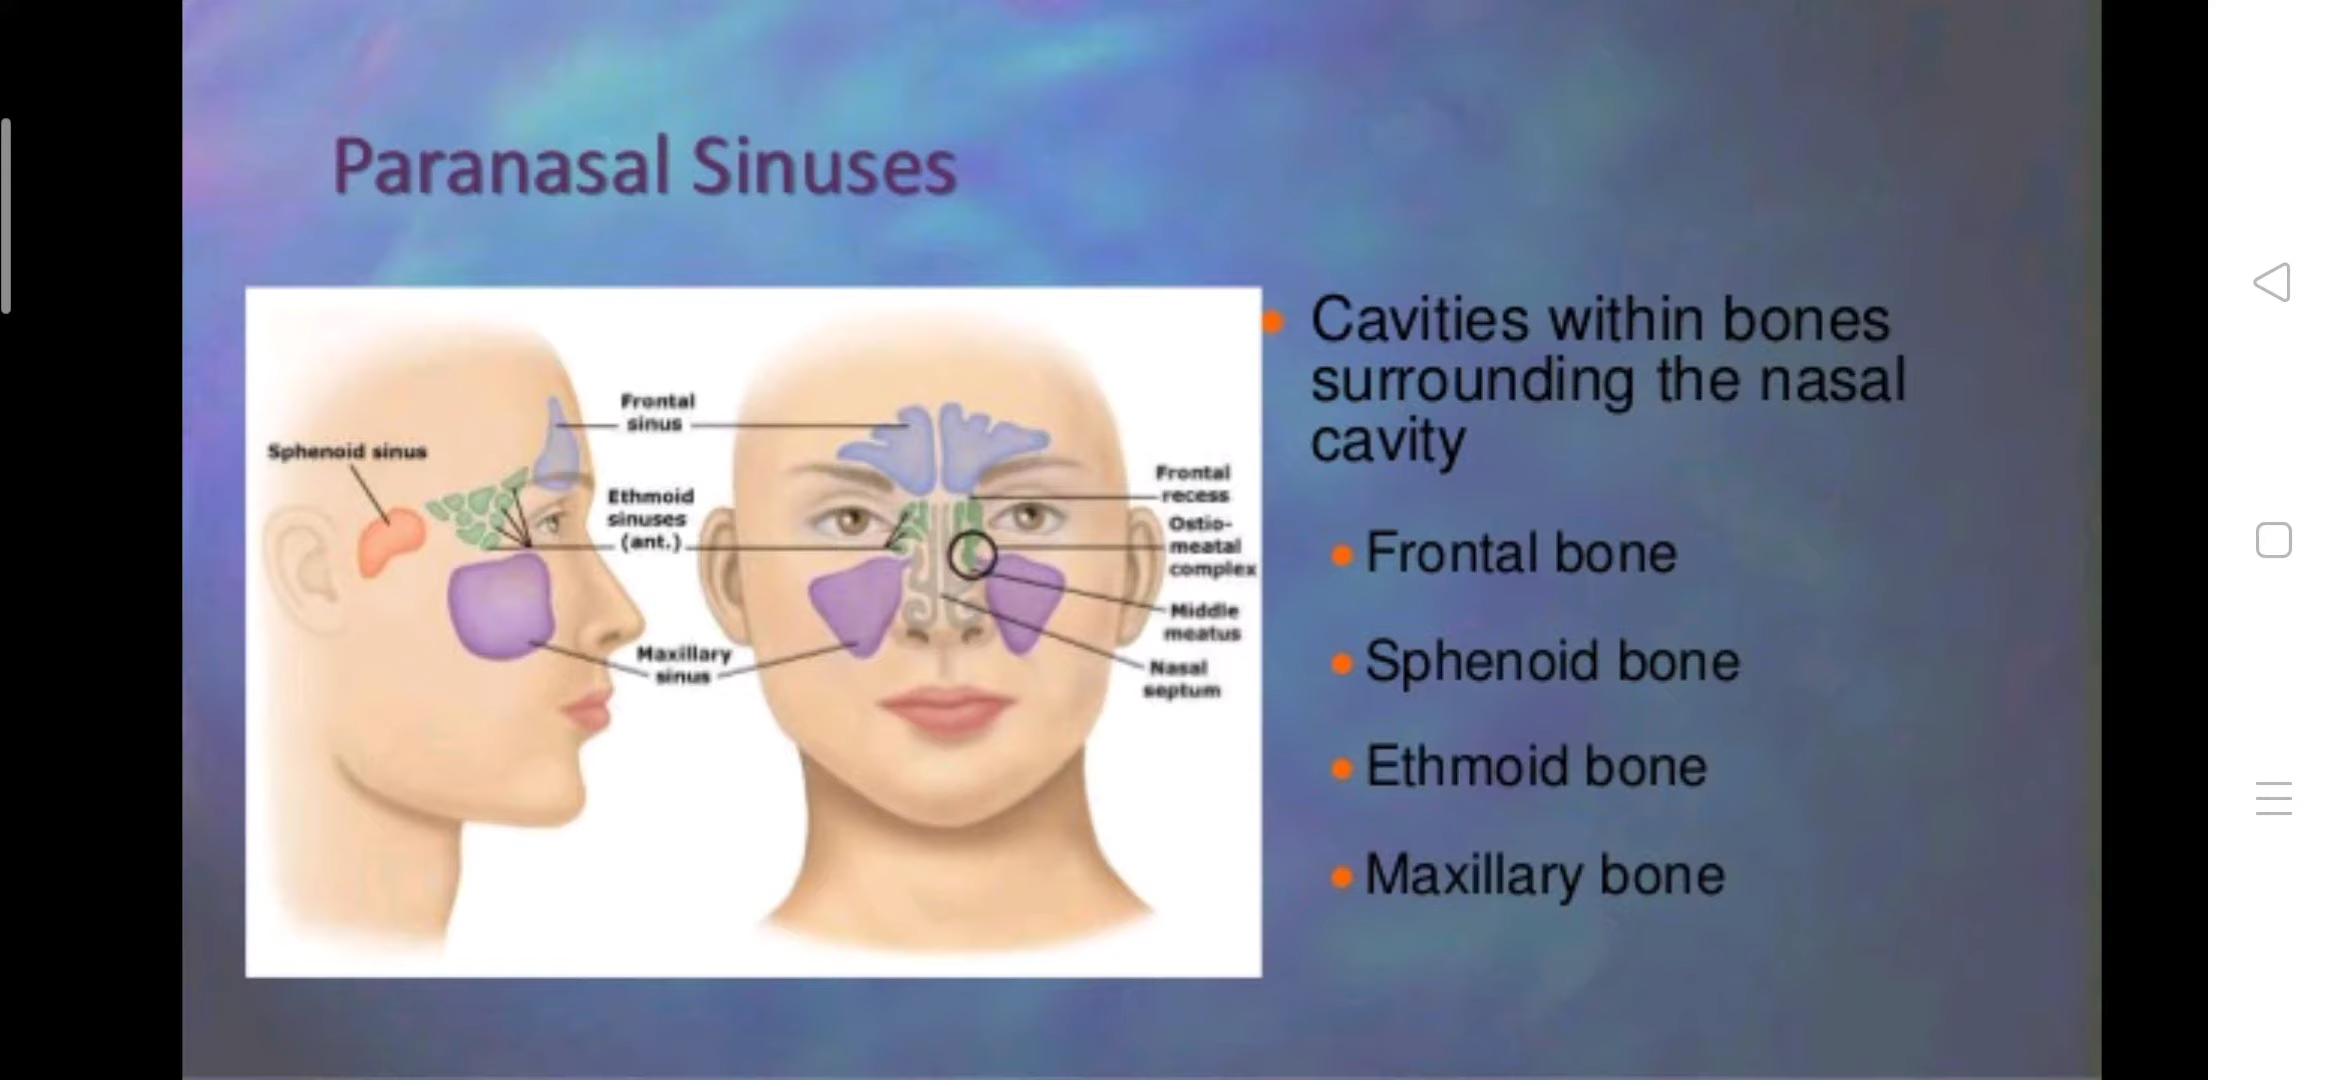 Paranasal Sinuses
Frontal
sinus
Sphenoid sinus
Ethmoid
sinuses
(ant.)
Maxillary
sinus
Frontal
recess
Ostio-
meatal
complex
Middle
meatus
Nasal
septum
Cavities within bones
surrounding the nasal
cavity
Frontal bone
Sphenoid bone
Ethmoid bone
Maxillary bone